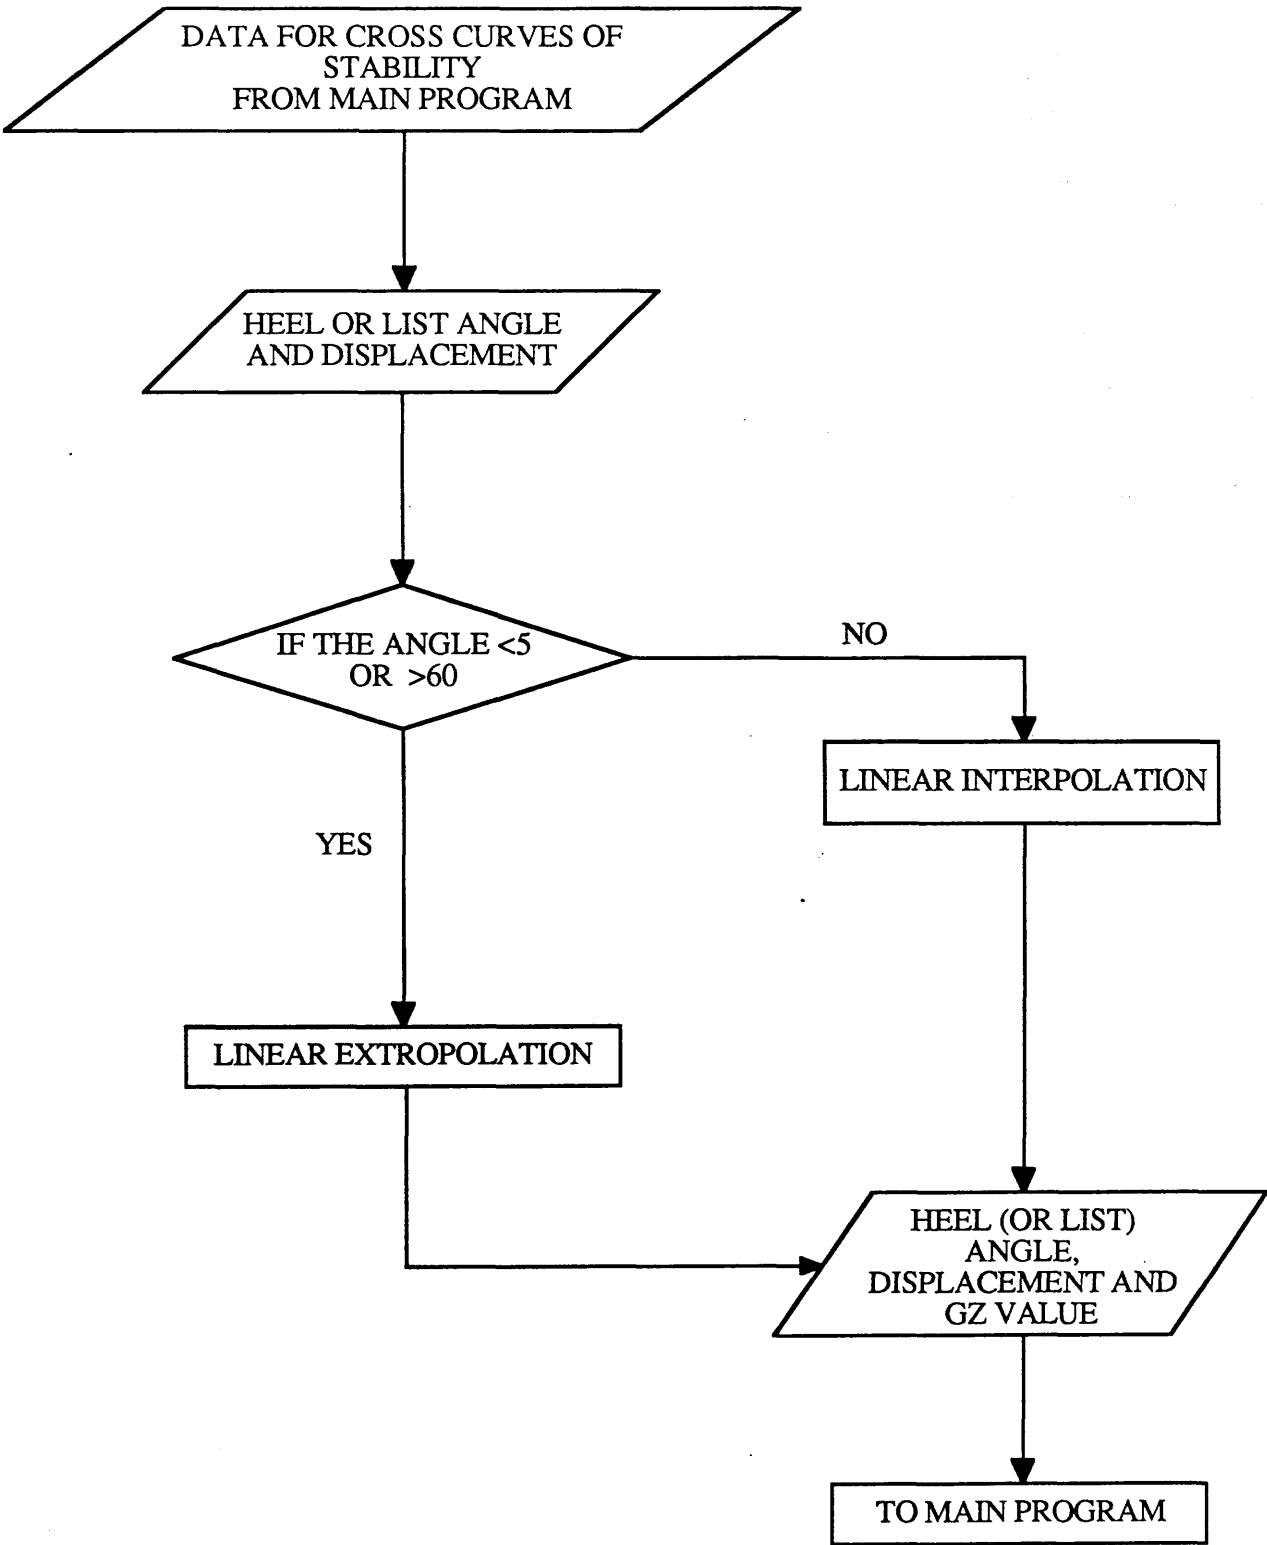 DATA FOR CROSS CURVES OF
STABILITY
FROM MAIN PROGRAM
HEEL OR LIST ANGLE
AND DISPLACEMENT
IF THE ANGLE <5
OR >60
NO
LINEAR INTERPOLATION
YES
LINEAR EXTROPOLATION
HEEL (OR LIST)
ANGLE,
DISPLACEMENT AND
GZ VALUE
TO MAIN PROGRAM